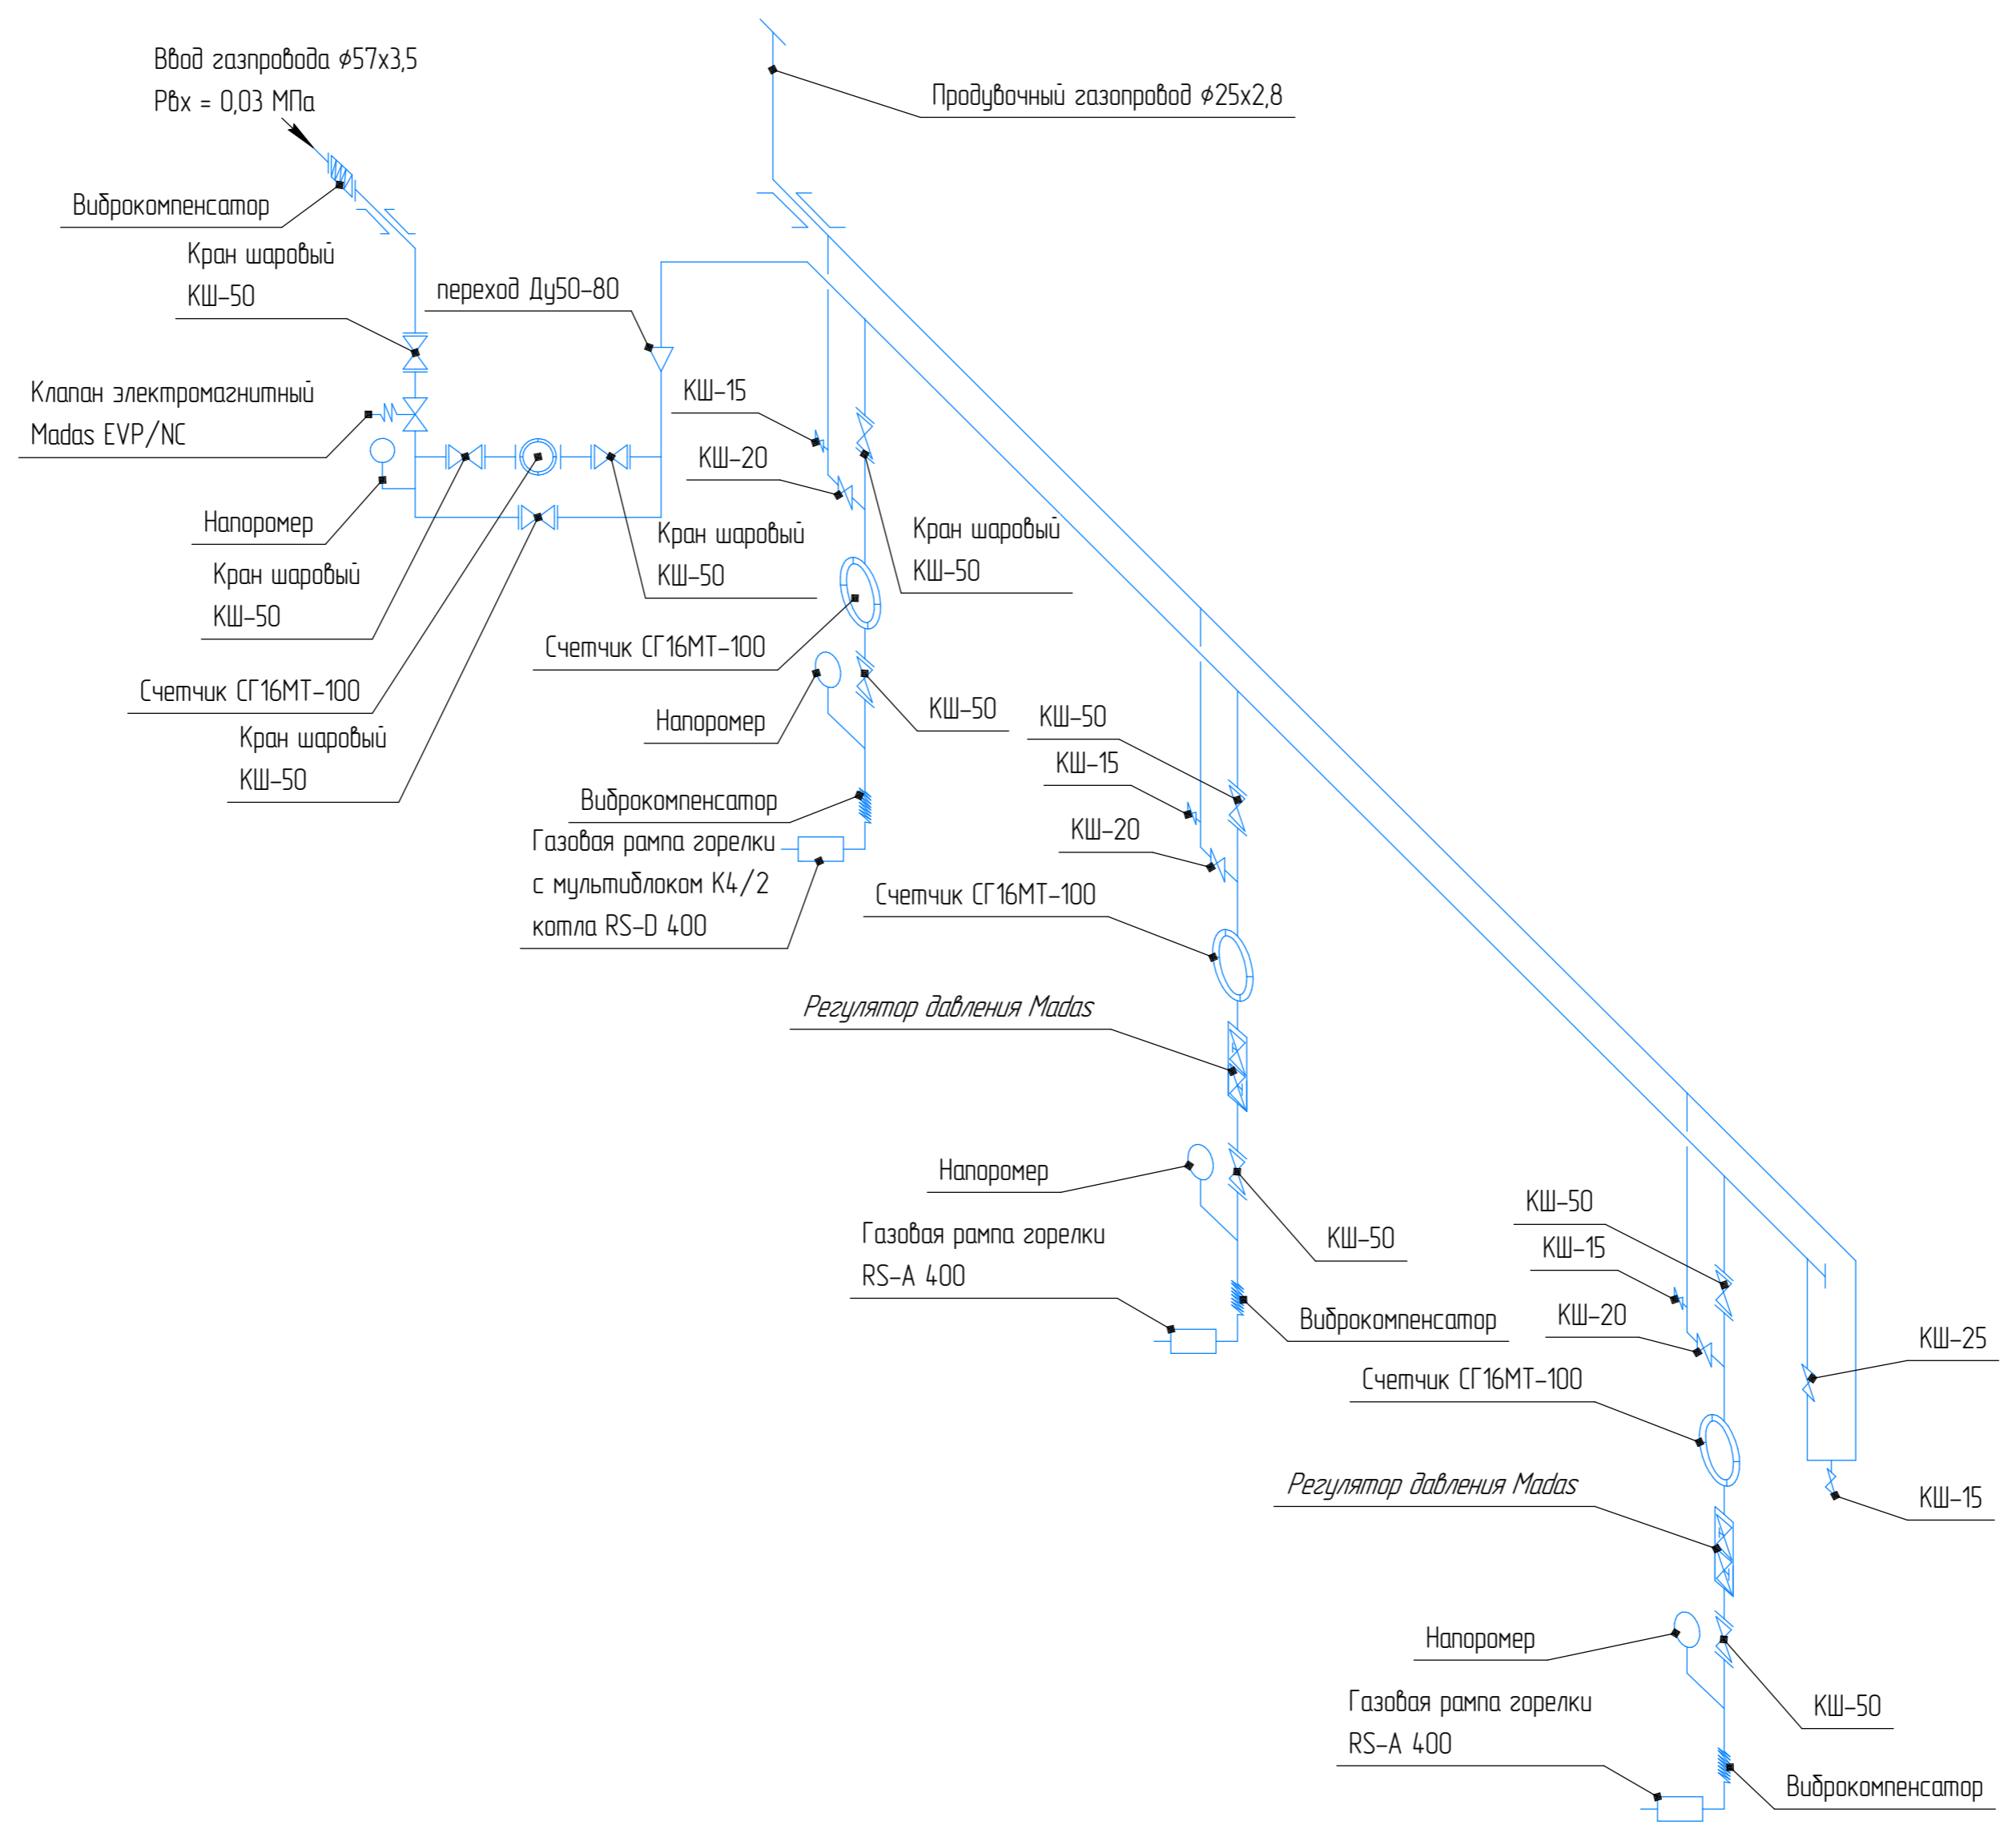 Ввод газпровода ϕ57х3,5
Рвх = 0,03 МПа
Продувочный газопровод ϕ25х2,8
Виброкомпенсатор
Кран шаровый
КШ-50
переход Ду50-80
Клапан электромагнитный
Madas EVP/NC
КШ-15
КШ-20
Напоромер
Кран шаровый
КШ-50
Кран шаровый
КШ-50
Кран шаровый
КШ-50
Счетчик СГ16МТ-100
Счетчик СГ16МТ-100
Кран шаровый
КШ-50
Напоромер
КШ-50
КШ-50
КШ-15
Виброкомпенсатор
КШ-20
Газовая рампа горелки
с мультиблоком К4/2
котла RS-D 400
Счетчик СГ16МТ-100
Регулятор давления Madas
Напоромер
КШ-50
Газовая рампа горелки
RS-A 400
Виброкомпенсатор
КШ-50
КШ-15
КШ-20
КШ-25
Счетчик СГ16МТ-100
Регулятор давления Madas
КШ-15
Напоромер
КШ-50
Газовая рампа горелки
RS-A 400
Виброкомпенсатор